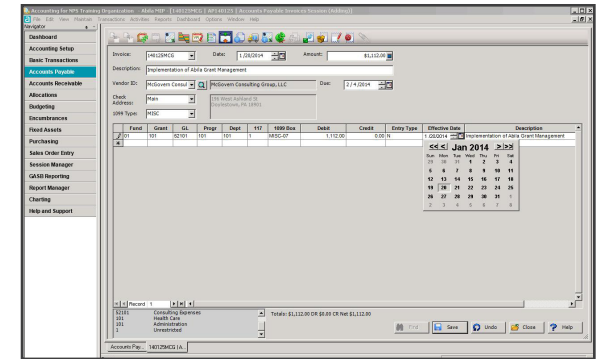 Accounting for MPS Training Organization - Abila MIP - [140125MCG | AP140125 | Accounts Payable Invoices Session (Adding)]
File Edit View Maintain Transactions Activities Reports Dashboard Options Window Help
Navigator
Dashboard
Accounting Setup
Basic Transactions
Accounts Payable
Accounts Receivable
Allocations
Budgeting
Encumbrances
Fixed Assets
Purchasing
Sales Order Entry
Session Manager
GASB Reporting
Report Manager
Charting
Help and Support
Invoice: 140125MCG Date: 1/20/2014 Amount: $1,112.00
Description: Implementation of Abila Grant Management
Vendor ID: McGovern Consul McGovern Consulting Group, LLC Due: 2/4/2014
Check Address: Main
Doylestown, PA 18901
1099 Type: MISC
Fund Grant GL Progr Dept 117 1099 Box Debit Credit Entry Type Effective Date Description
01 101 52101 101 101 1 MISC-07 1,112.00 0.00 N 1/20/2014 Implementation of Abila Grant Management
<< < Jan 2014 > >>
Sun Mon Tue Wed Thu Fri Sat
29 30 31 1 2 3 4
5 6 7 8 9 10 11
12 13 14 15 16 17 18
19 20 21 22 23 24 25
26 27 28 29 30 31 1
2 3 4 5 6 7 8
Record 1
52101 Consulting Expenses
101 Health Care
101 Administration
1 Unrestricted
Totals: $1,112.00 DR $0.00 CR Net $1,112.00
Find Save Undo Close Help
Accounts Pay... 140125MCG | A...